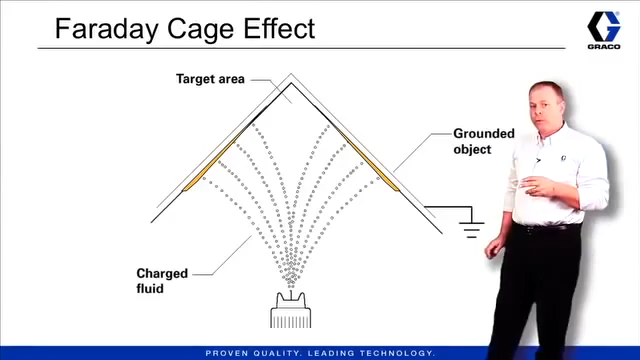 Faraday Cage Effect
GRACO
Target area
Grounded
object
Charged
fluid
PROVEN QUALITY. LEADING TECHNOLOGY.